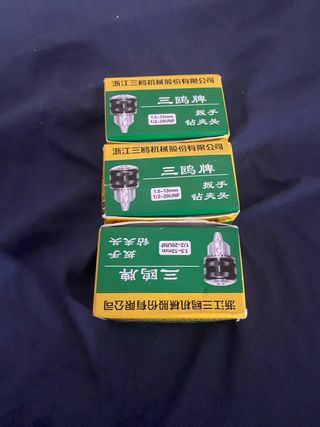 浙江三鸥机械股份有限公司
三鸥牌
1.5-13mm
1/2-20UNF
扳手
钻夹头
浙江三鸥机械股份有限公司
三鸥牌
1.5-13mm
1/2-20UNF
扳手
钻夹头
浙江三鸥机械股份有限公司
三鸥牌
1.5-13mm
1/2-20UNF
扳手
钻夹头